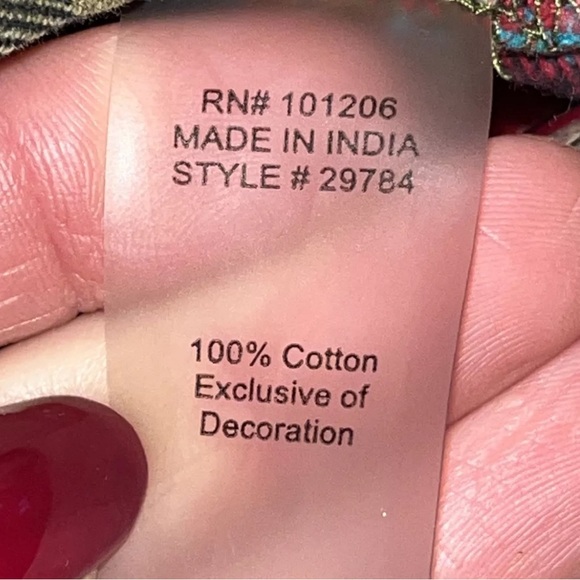 RN# 101206
MADE IN INDIA
STYLE # 29784
100% Cotton
Exclusive of
Decoration